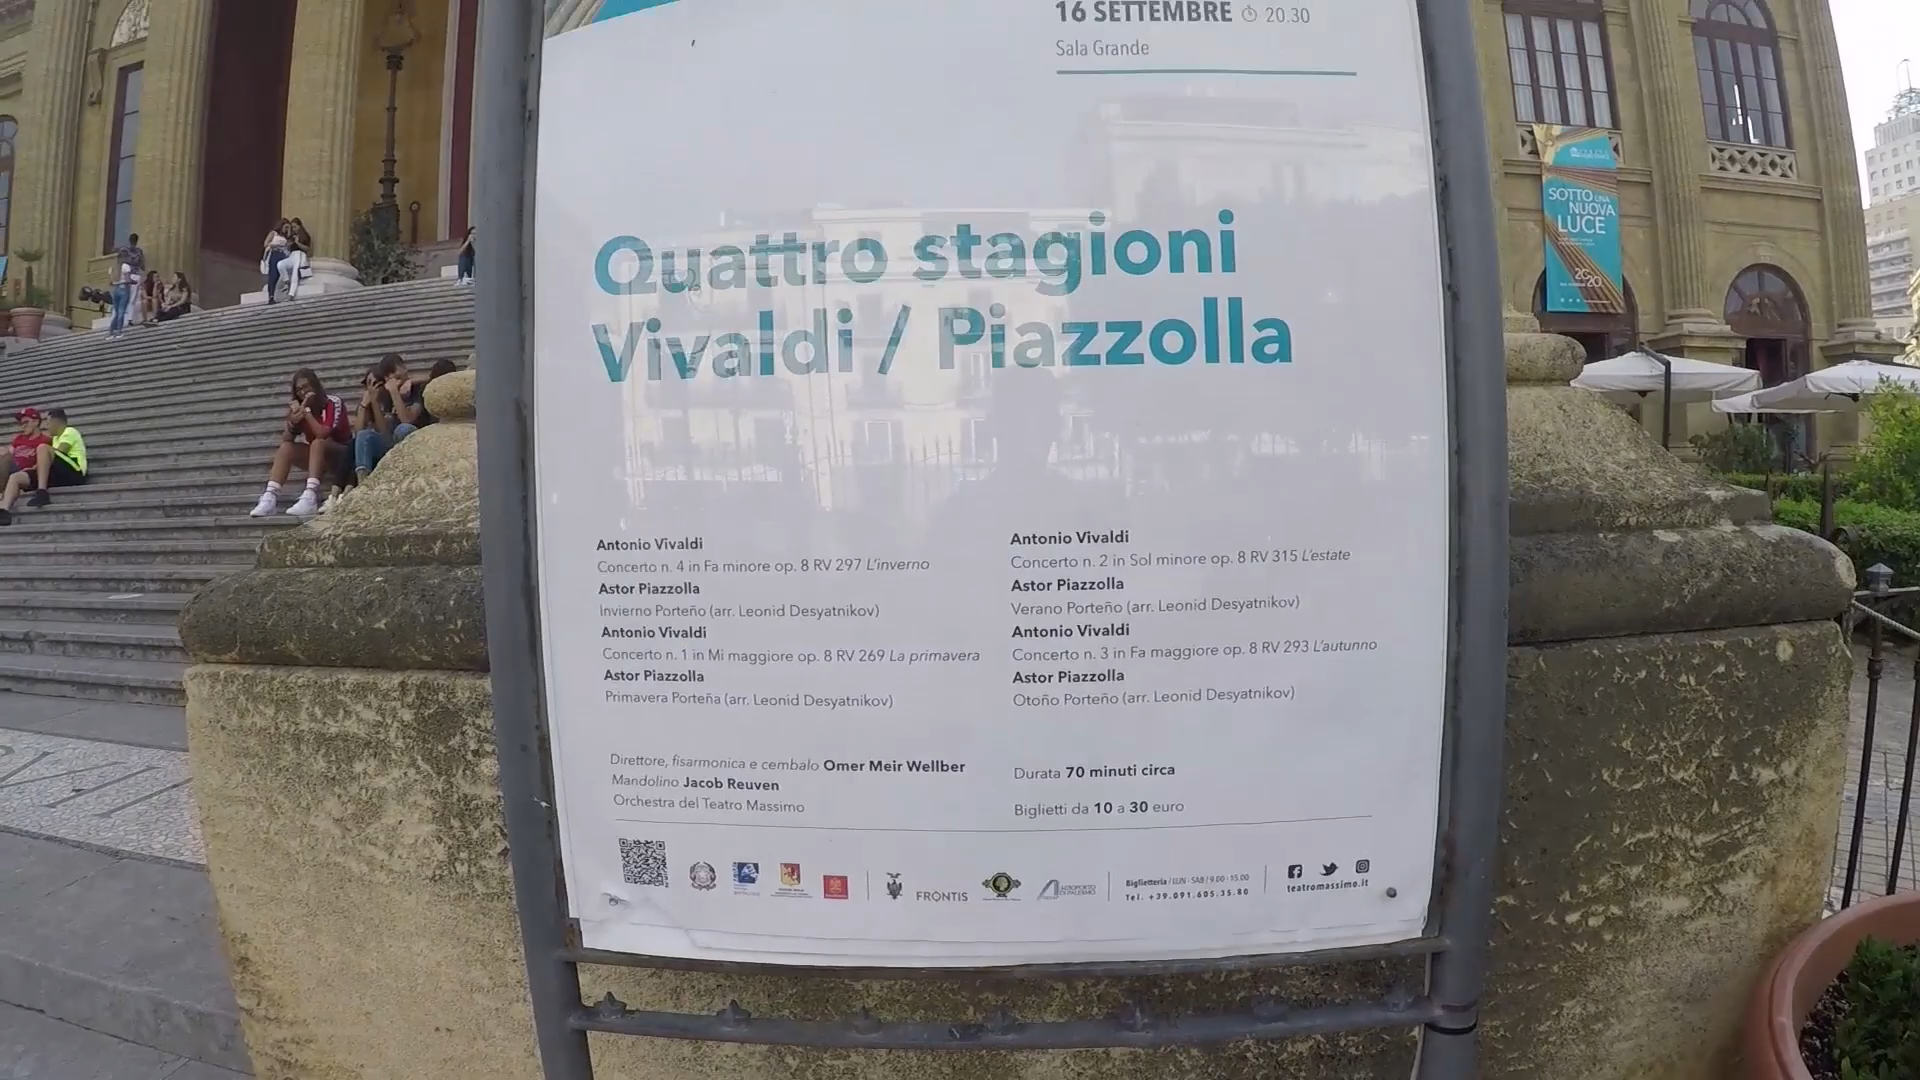 16 SETTEMBRE 20.30
Sala Grande
Quattro stagioni
Vivaldi / Piazzolla
Antonio Vivaldi
Concerto n. 4 in Fa minore op. 8 RV 297 L'inverno
Astor Piazzolla
Invierno Porteño (arr. Leonid Desyatnikov)
Antonio Vivaldi
Concerto n. 1 in Mi maggiore op. 8 RV 269 La primavera
Astor Piazzolla
Primavera Porteña (arr. Leonid Desyatnikov)
Antonio Vivaldi
Concerto n. 2 in Sol minore op. 8 RV 315 L'estate
Astor Piazzolla
Verano Porteño (arr. Leonid Desyatnikov)
Antonio Vivaldi
Concerto n. 3 in Fa maggiore op. 8 RV 293 L'autunno
Astor Piazzolla
Otoño Porteño (arr. Leonid Desyatnikov)
Direttore, fisarmonica e cembalo Omer Meir Wellber
Mandolino Jacob Reuven
Orchestra del Teatro Massimo
Durata 70 minuti circa
Biglietti da 10 a 30 euro
FRONTIS
AEROPORTO
DI PALERMO
Biglietteria / LUN - SAB / 9.00 - 15.00
Tel. +39.091.605.35.80
teatromassimo.it
SOTTO UNA
NUOVA
LUCE
2020